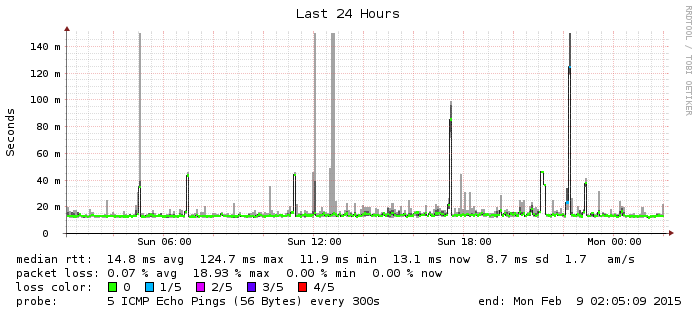 Last 24 Hours
RRDTOOL / TOBI OETIKER
Seconds
140 m
120 m
100 m
80 m
60 m
40 m
20 m
0
Sun 06:00 Sun 12:00 Sun 18:00 Mon 00:00
median rtt: 14.8 ms avg 124.7 ms max 11.9 ms min 13.1 ms now 8.7 ms sd 1.7 am/s
packet loss: 0.07 % avg 18.93 % max 0.00 % min 0.00 % now
loss color: 0 1/5 2/5 3/5 4/5
probe: 5 ICMP Echo Pings (56 Bytes) every 300s end: Mon Feb 9 02:05:09 2015